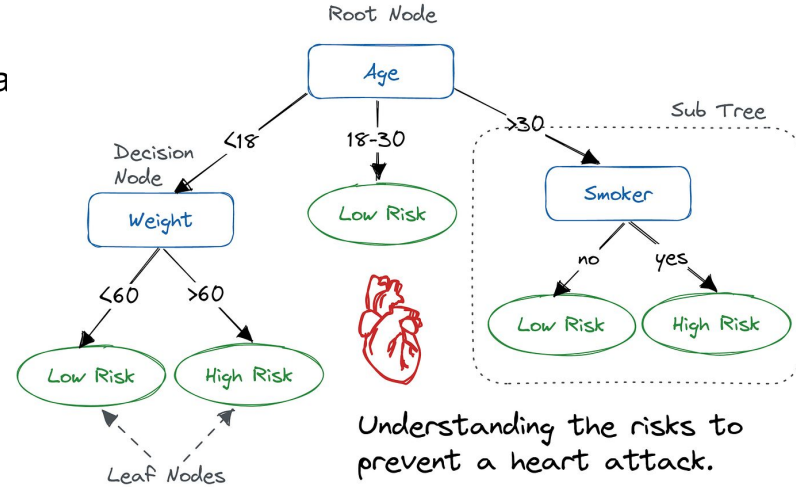 Root Node
a
Age
Sub Tree
<18
18-30
>30
Decision
Node
Weight
Low Risk
Smoker
no
yes
<60
>60
Low Risk
High Risk
Low Risk
High Risk
Understanding the risks to
prevent a heart attack.
Leaf Nodes